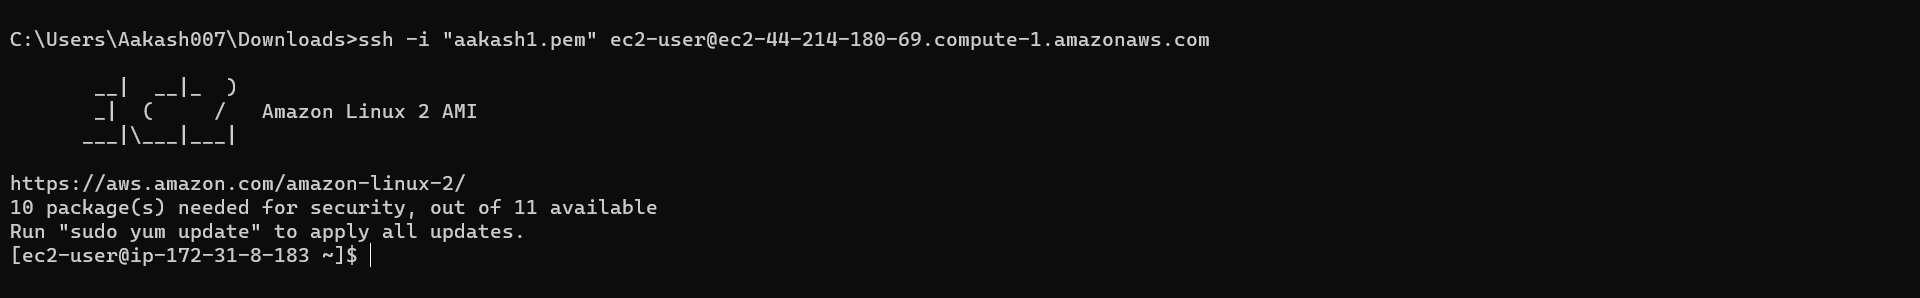 C:\Users\Aakash007\Downloads>ssh -i "aakash1.pem" ec2-user@ec2-44-214-180-69.compute-1.amazonaws.com
       __|  __|_  )
       _|  (     /   Amazon Linux 2 AMI
      ___|\___|___|
https://aws.amazon.com/amazon-linux-2/
10 package(s) needed for security, out of 11 available
Run "sudo yum update" to apply all updates.
[ec2-user@ip-172-31-8-183 ~]$